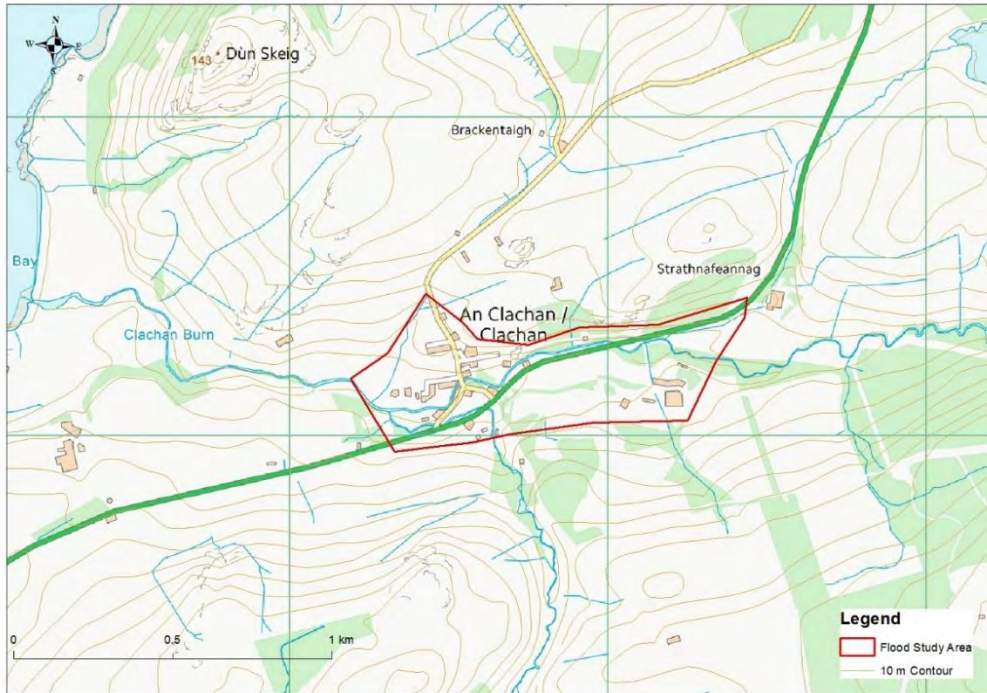 N
W E
S
143 Dùn Skeig
Brackentaigh
Strathnafeannag
Bay
An Clachan /
Clachan
Clachan Burn
Legend
Flood Study Area
10 m Contour
0 0.5 1 km